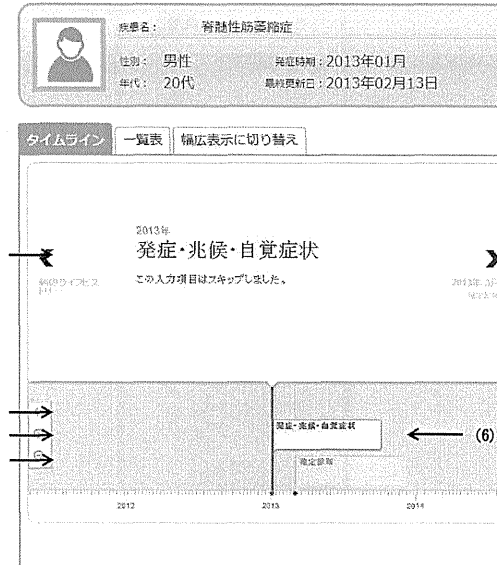 疾患名： 脊髄性筋萎縮症
性別： 男性 発症時期：2013年01月
年代： 20代 最終更新日：2013年02月13日
タイムライン 一覧表 幅広表示に切り替え
2013年
発症・兆候・自覚症状
この入力項目はスキップしました。
発症・兆候・自覚症状
(6)
確定診断
2012 2013 2014